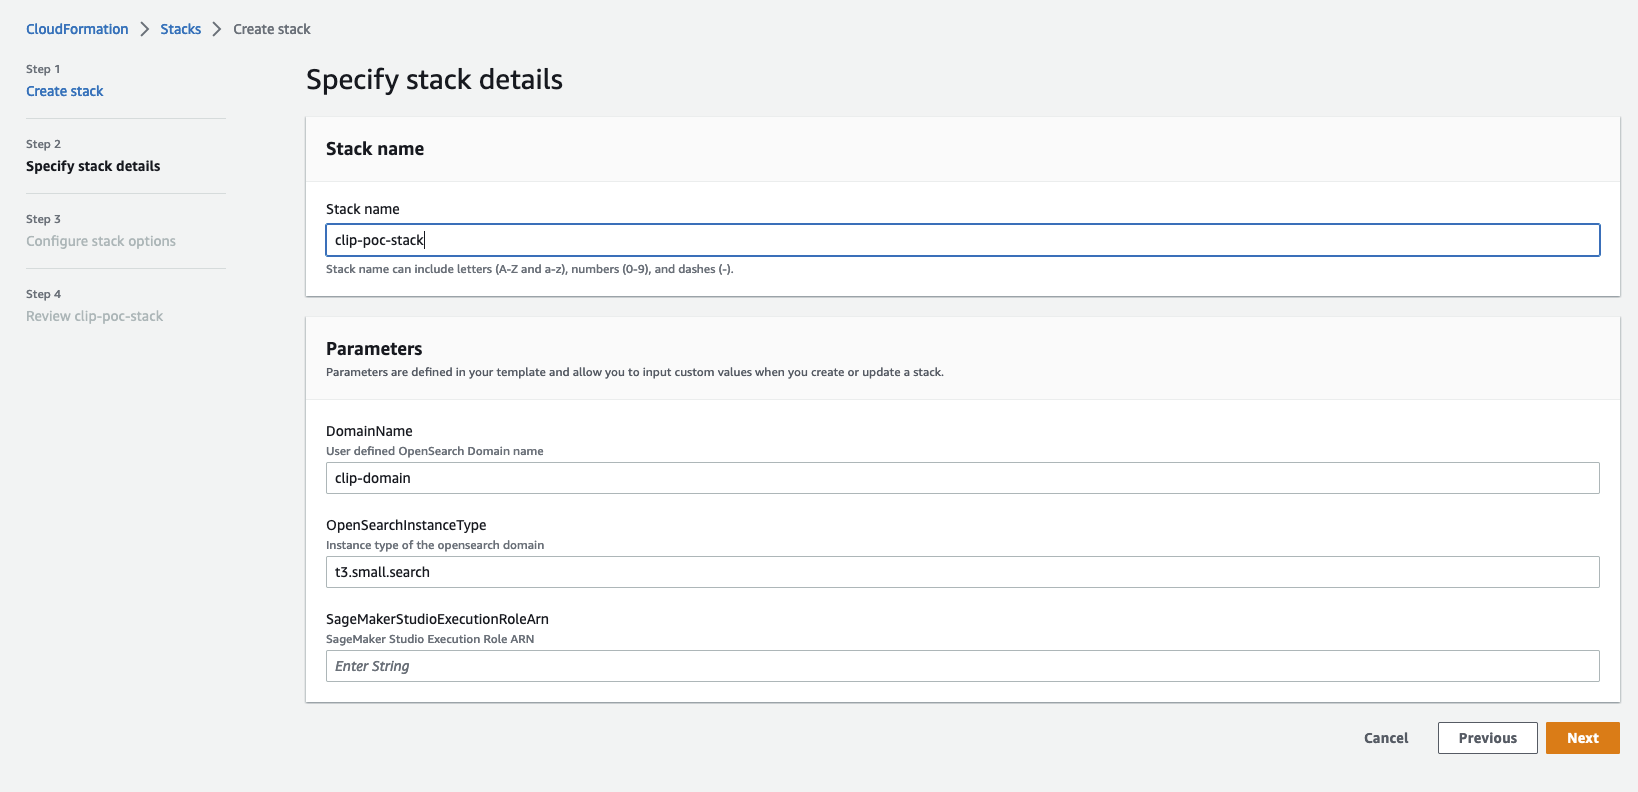 CloudFormation > Stacks > Create stack
Step 1
Create stack
Step 2
Specify stack details
Step 3
Configure stack options
Step 4
Review clip-poc-stack
Specify stack details
Stack name
Stack name
clip-poc-stack
Stack name can include letters (A-Z and a-z), numbers (0-9), and dashes (-).
Parameters
Parameters are defined in your template and allow you to input custom values when you create or update a stack.
DomainName
User defined OpenSearch Domain name
clip-domain
OpenSearchInstanceType
Instance type of the opensearch domain
t3.small.search
SageMakerStudioExecutionRoleArn
SageMaker Studio Execution Role ARN
Enter String
Cancel Previous Next